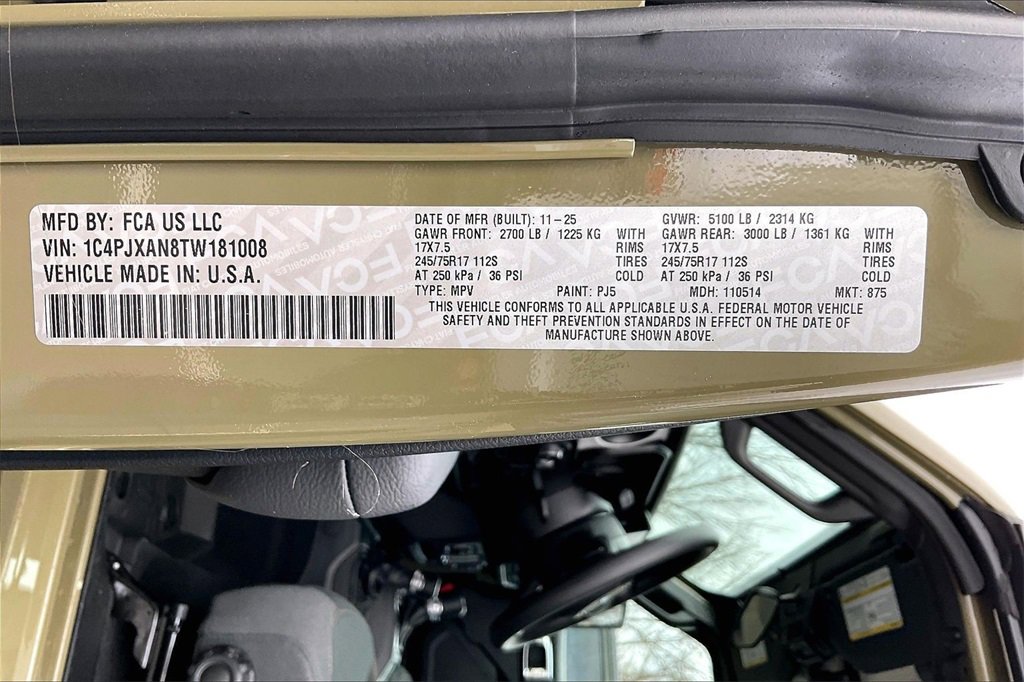 MFD BY: FCA US LLC
VIN: 1C4PJXAN8TW181008
VEHICLE MADE IN: U.S.A.
DATE OF MFR (BUILT): 11-25 GVWR: 5100 LB / 2314 KG
GAWR FRONT: 2700 LB / 1225 KG WITH GAWR REAR: 3000 LB / 1361 KG WITH
17X7.5 RIMS 17X7.5 RIMS
245/75R17 112S TIRES 245/75R17 112S TIRES
AT 250 kPa / 36 PSI COLD AT 250 kPa / 36 PSI COLD
TYPE: MPV PAINT: PJ5 MDH: 110514 MKT: 875
THIS VEHICLE CONFORMS TO ALL APPLICABLE U.S.A. FEDERAL MOTOR VEHICLE
SAFETY AND THEFT PREVENTION STANDARDS IN EFFECT ON THE DATE OF
MANUFACTURE SHOWN ABOVE.